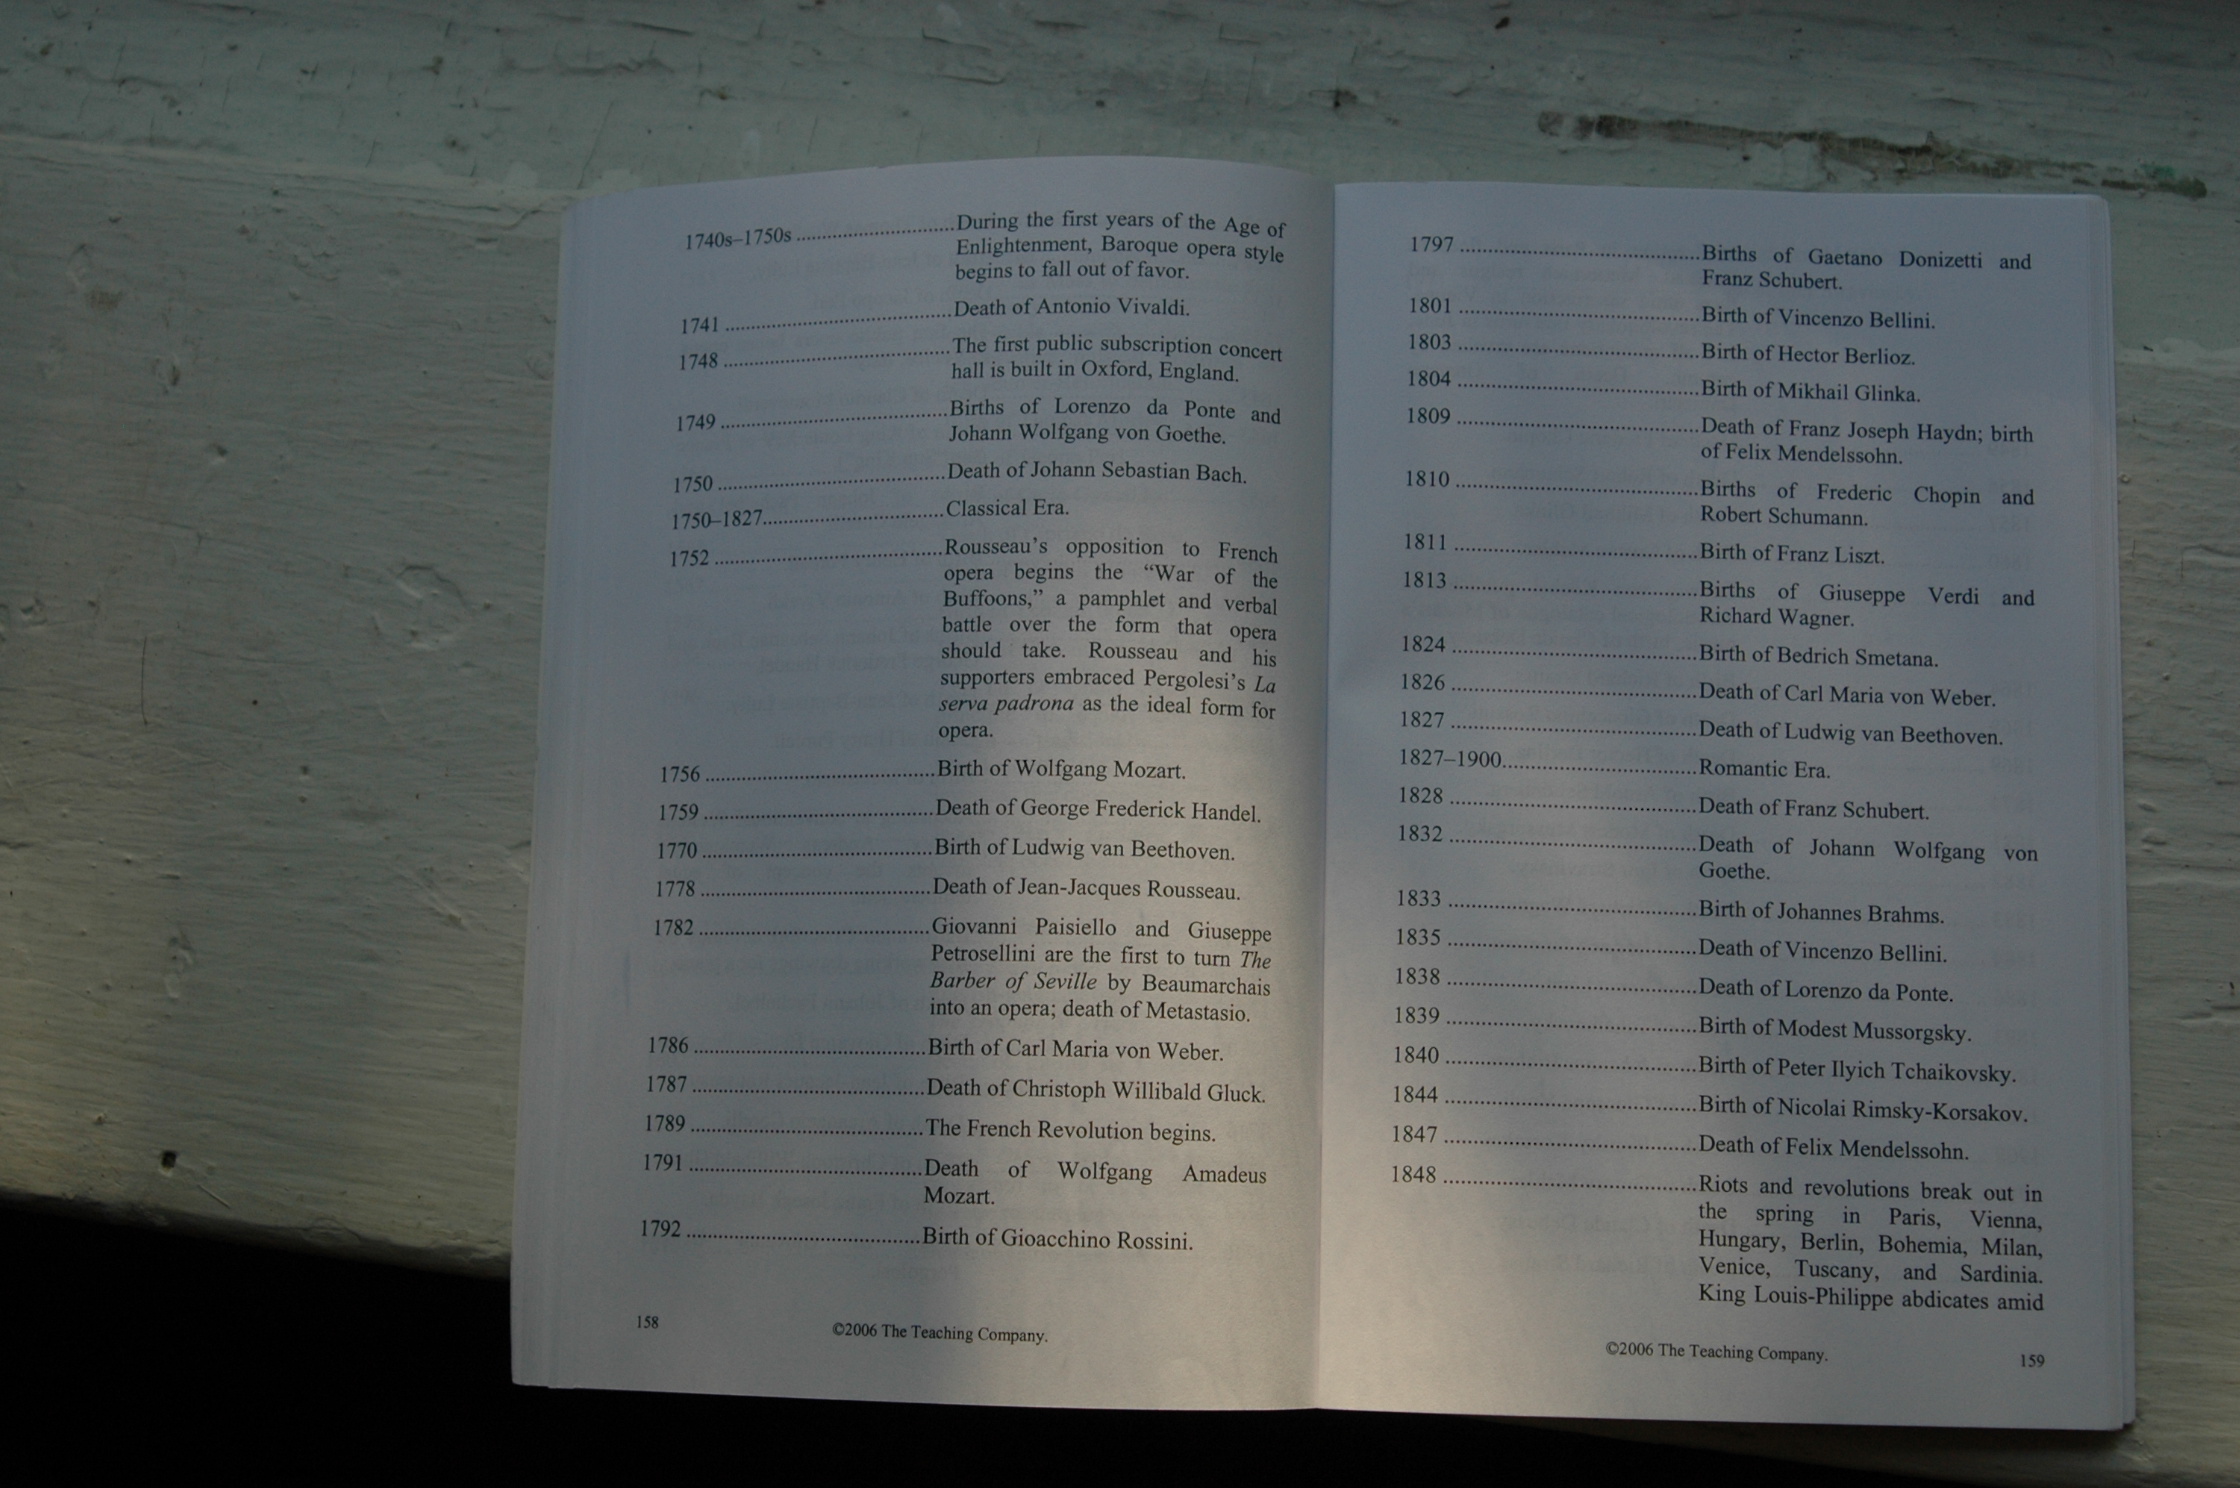 1740s–1750s ..............................During the first years of the Age of
Enlightenment, Baroque opera style
begins to fall out of favor.
1741 ..........................................Death of Antonio Vivaldi.
1748 ..........................................The first public subscription concert
hall is built in Oxford, England.
1749 ..........................................Births of Lorenzo da Ponte and
Johann Wolfgang von Goethe.
1750 ..........................................Death of Johann Sebastian Bach.
1750–1827..................................Classical Era.
1752 ..........................................Rousseau's opposition to French
opera begins the “War of the
Buffoons,” a pamphlet and verbal
battle over the form that opera
should take. Rousseau and his
supporters embraced Pergolesi's La
serva padrona as the ideal form for
opera.
1756 ..........................................Birth of Wolfgang Mozart.
1759 ..........................................Death of George Frederick Handel.
1770 ..........................................Birth of Ludwig van Beethoven.
1778 ..........................................Death of Jean-Jacques Rousseau.
1782 ..........................................Giovanni Paisiello and Giuseppe
Petrosellini are the first to turn The
Barber of Seville by Beaumarchais
into an opera; death of Metastasio.
1786 ..........................................Birth of Carl Maria von Weber.
1787 ..........................................Death of Christoph Willibald Gluck.
1789 ..........................................The French Revolution begins.
1791 ..........................................Death of Wolfgang Amadeus
Mozart.
1792 ..........................................Birth of Gioacchino Rossini.
158 ©2006 The Teaching Company.
1797 ..........................................Births of Gaetano Donizetti and
Franz Schubert.
1801 ..........................................Birth of Vincenzo Bellini.
1803 ..........................................Birth of Hector Berlioz.
1804 ..........................................Birth of Mikhail Glinka.
1809 ..........................................Death of Franz Joseph Haydn; birth
of Felix Mendelssohn.
1810 ..........................................Births of Frederic Chopin and
Robert Schumann.
1811 ..........................................Birth of Franz Liszt.
1813 ..........................................Births of Giuseppe Verdi and
Richard Wagner.
1824 ..........................................Birth of Bedrich Smetana.
1826 ..........................................Death of Carl Maria von Weber.
1827 ..........................................Death of Ludwig van Beethoven.
1827–1900..................................Romantic Era.
1828 ..........................................Death of Franz Schubert.
1832 ..........................................Death of Johann Wolfgang von
Goethe.
1833 ..........................................Birth of Johannes Brahms.
1835 ..........................................Death of Vincenzo Bellini.
1838 ..........................................Death of Lorenzo da Ponte.
1839 ..........................................Birth of Modest Mussorgsky.
1840 ..........................................Birth of Peter Ilyich Tchaikovsky.
1844 ..........................................Birth of Nicolai Rimsky-Korsakov.
1847 ..........................................Death of Felix Mendelssohn.
1848 ..........................................Riots and revolutions break out in
the spring in Paris, Vienna,
Hungary, Berlin, Bohemia, Milan,
Venice, Tuscany, and Sardinia.
King Louis-Philippe abdicates amid
©2006 The Teaching Company. 159